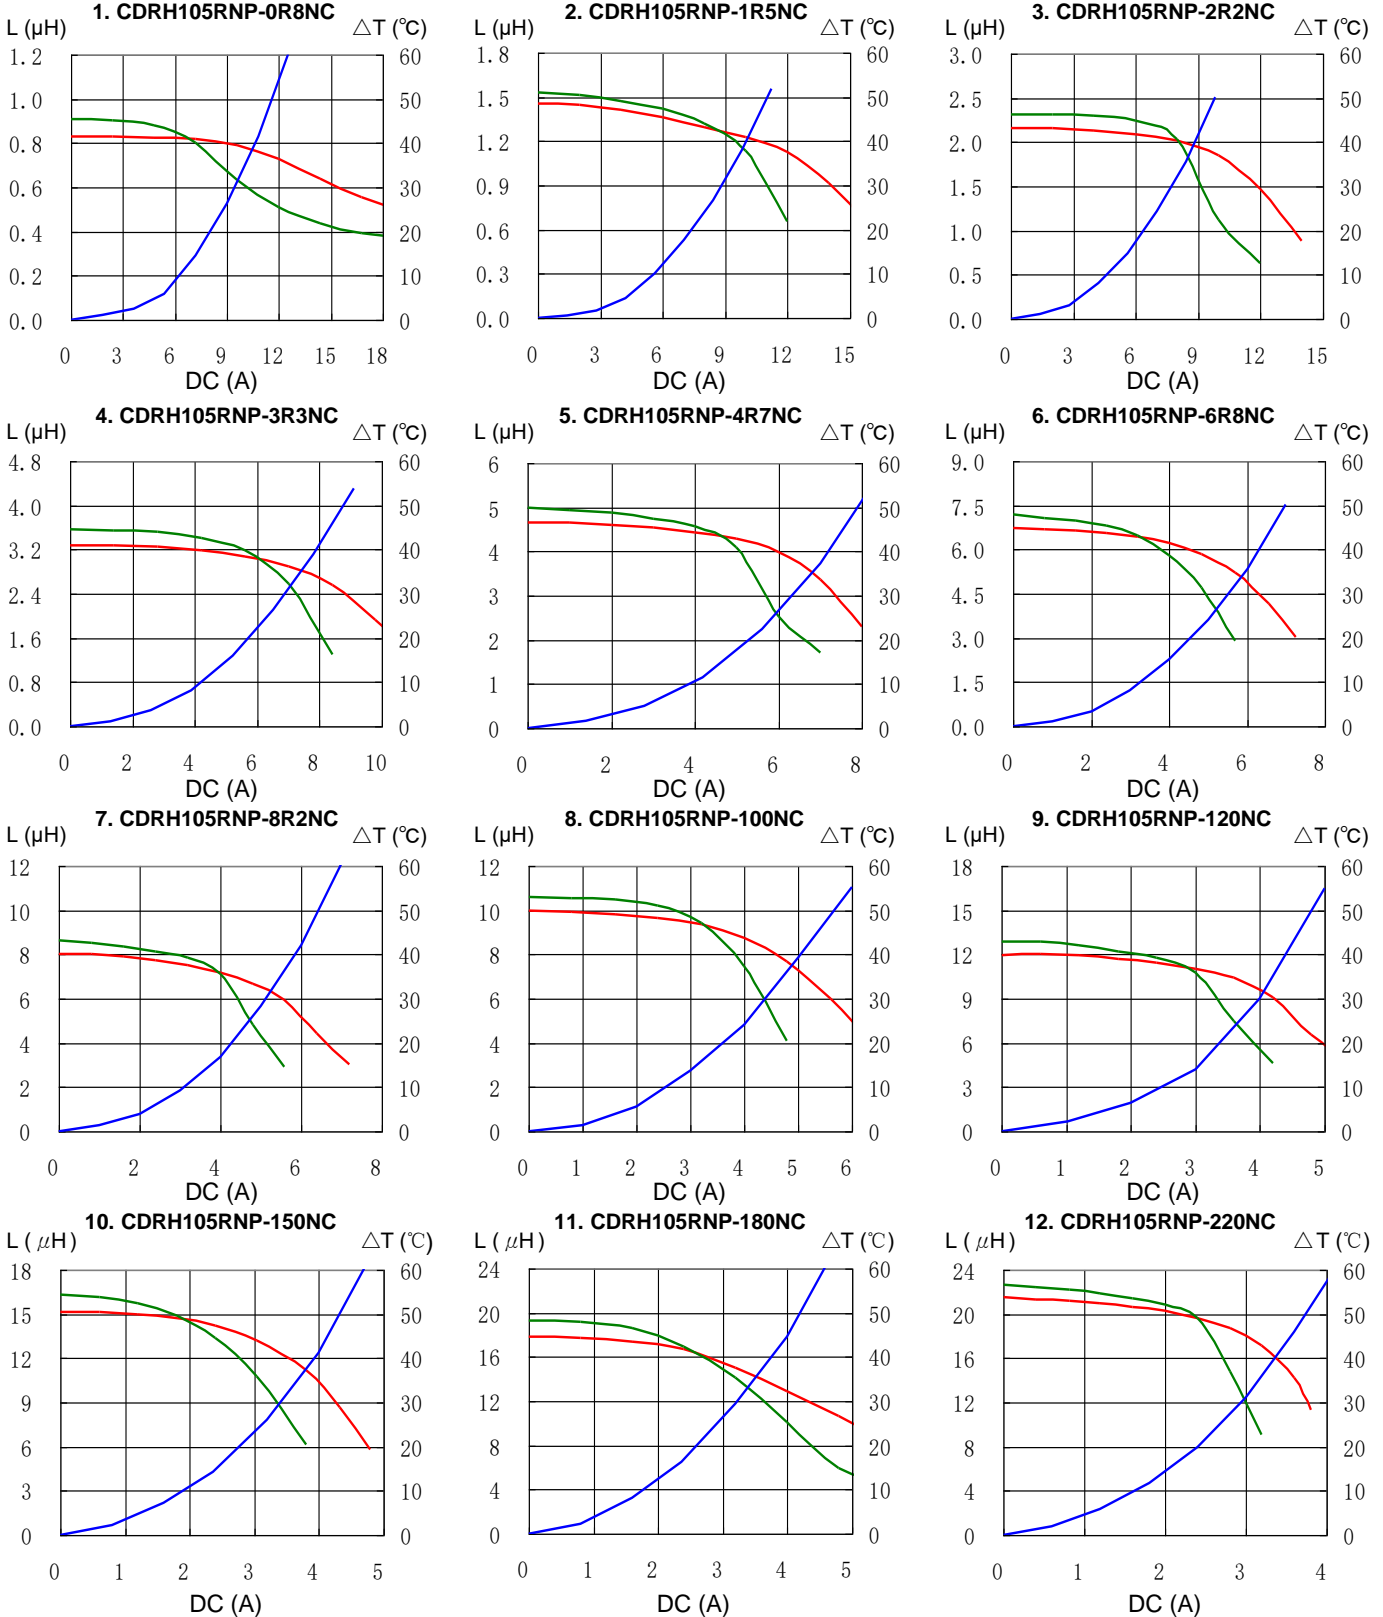 1. CDRH105RNP-0R8NC
L (μH) △T (℃)
1.2 60
1.0 50
0.8 40
0.6 30
0.4 20
0.2 10
0.0 0
0 3 6 9 12 15 18
DC (A)
2. CDRH105RNP-1R5NC
L (μH) △T (℃)
1.8 60
1.5 50
1.2 40
0.9 30
0.6 20
0.3 10
0.0 0
0 3 6 9 12 15
DC (A)
3. CDRH105RNP-2R2NC
L (μH) △T (℃)
3.0 60
2.5 50
2.0 40
1.5 30
1.0 20
0.5 10
0.0 0
0 3 6 9 12 15
DC (A)
4. CDRH105RNP-3R3NC
L (μH) △T (℃)
4.8 60
4.0 50
3.2 40
2.4 30
1.6 20
0.8 10
0.0 0
0 2 4 6 8 10
DC (A)
5. CDRH105RNP-4R7NC
L (μH) △T (℃)
6 60
5 50
4 40
3 30
2 20
1 10
0 0
0 2 4 6 8
DC (A)
6. CDRH105RNP-6R8NC
L (μH) △T (℃)
9.0 60
7.5 50
6.0 40
4.5 30
3.0 20
1.5 10
0.0 0
0 2 4 6 8
DC (A)
7. CDRH105RNP-8R2NC
L (μH) △T (℃)
12 60
10 50
8 40
6 30
4 20
2 10
0 0
0 2 4 6 8
DC (A)
8. CDRH105RNP-100NC
L (μH) △T (℃)
12 60
10 50
8 40
6 30
4 20
2 10
0 0
0 1 2 3 4 5 6
DC (A)
9. CDRH105RNP-120NC
L (μH) △T (℃)
18 60
15 50
12 40
9 30
6 20
3 10
0 0
0 1 2 3 4 5
DC (A)
10. CDRH105RNP-150NC
L ( μH) △T (℃)
18 60
15 50
12 40
9 30
6 20
3 10
0 0
0 1 2 3 4 5
DC (A)
11. CDRH105RNP-180NC
L ( μH) △T (℃)
24 60
20 50
16 40
12 30
8 20
4 10
0 0
0 1 2 3 4 5
DC (A)
12. CDRH105RNP-220NC
L ( μH) △T (℃)
24 60
20 50
16 40
12 30
8 20
4 10
0 0
0 1 2 3 4
DC (A)